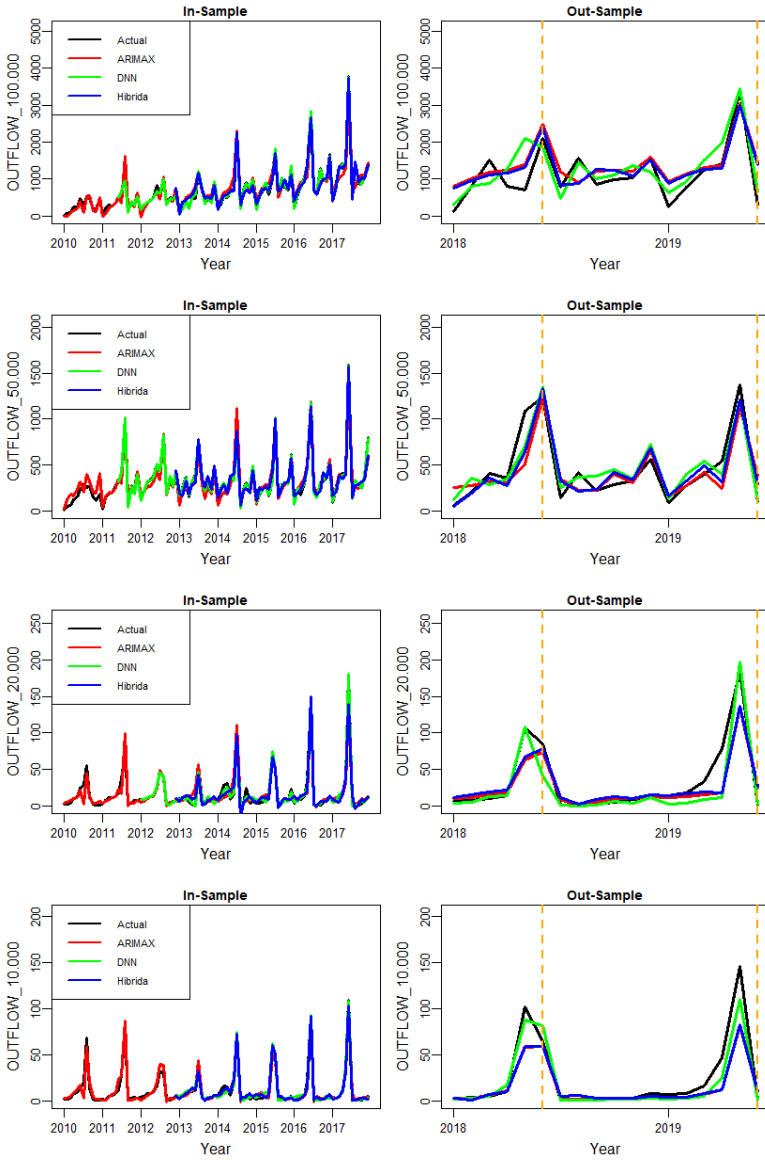 In-Sample
OUTFLOW_100.000
5000
4000
3000
2000
1000
0
Actual
ARIMAX
DNN
Hibrida
2010 2011 2012 2013 2014 2015 2016 2017
Year
Out-Sample
OUTFLOW_100.000
5000
4000
3000
2000
1000
0
2018 2019
Year
In-Sample
OUTFLOW_50.000
2000
1500
1000
500
0
Actual
ARIMAX
DNN
Hibrida
2010 2011 2012 2013 2014 2015 2016 2017
Year
Out-Sample
OUTFLOW_50.000
2000
1500
1000
500
0
2018 2019
Year
In-Sample
OUTFLOW_20.000
250
200
150
100
50
0
Actual
ARIMAX
DNN
Hibrida
2010 2011 2012 2013 2014 2015 2016 2017
Year
Out-Sample
OUTFLOW_20.000
250
200
150
100
50
0
2018 2019
Year
In-Sample
OUTFLOW_10.000
200
150
100
50
0
Actual
ARIMAX
DNN
Hibrida
2010 2011 2012 2013 2014 2015 2016 2017
Year
Out-Sample
OUTFLOW_10.000
200
150
100
50
0
2018 2019
Year